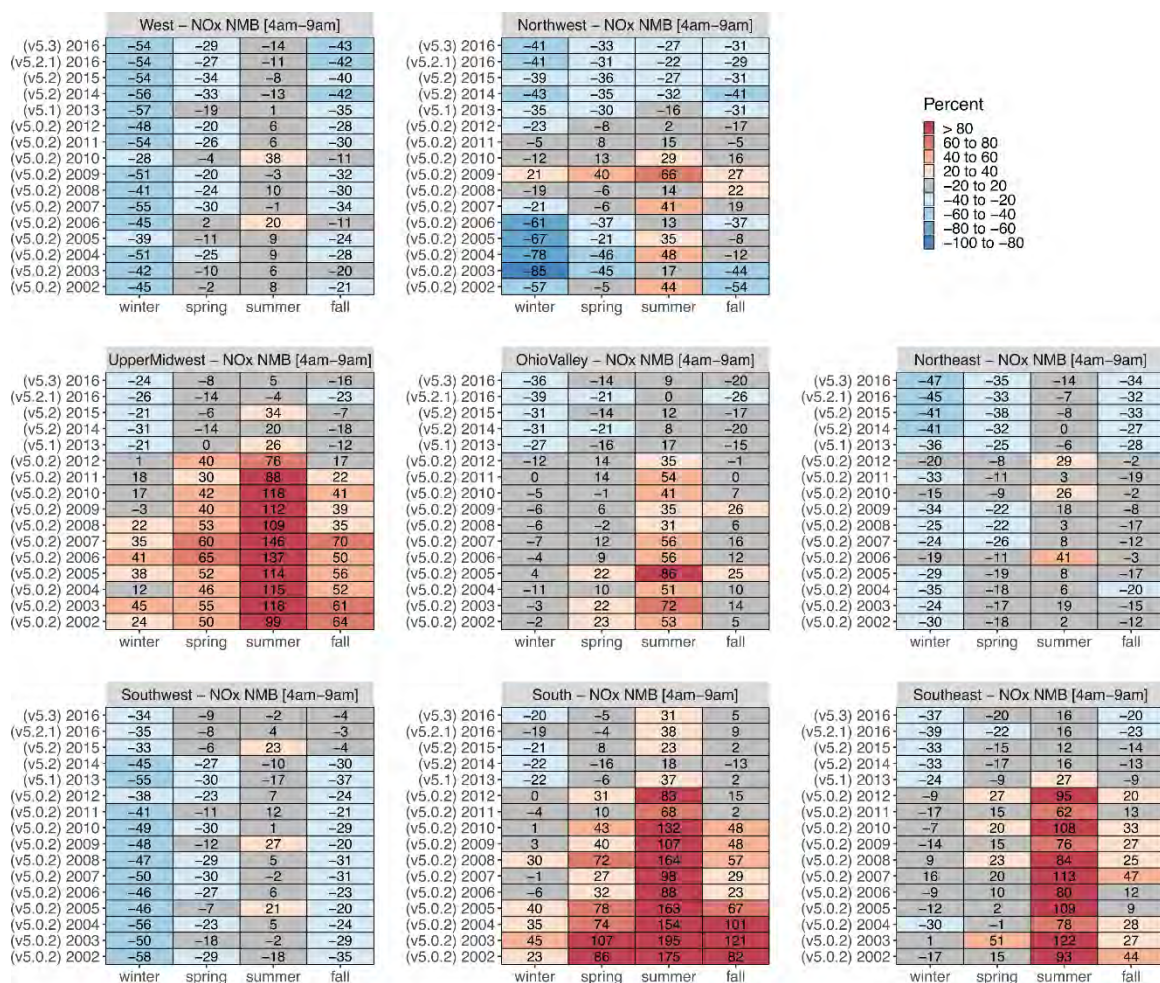 West – NOx NMB [4am–9am]
(v5.3) 2016 −54 −29 −14 −43
(v5.2.1) 2016 −54 −27 −11 −42
(v5.2) 2015 −54 −34 −8 −40
(v5.2) 2014 −56 −33 −13 −42
(v5.1) 2013 −57 −19 1 −35
(v5.0.2) 2012 −48 −20 6 −28
(v5.0.2) 2011 −54 −26 6 −30
(v5.0.2) 2010 −28 −4 38 −11
(v5.0.2) 2009 −51 −20 −3 −32
(v5.0.2) 2008 −41 −24 10 −30
(v5.0.2) 2007 −55 −30 −1 −34
(v5.0.2) 2006 −45 2 20 −11
(v5.0.2) 2005 −39 −11 9 −24
(v5.0.2) 2004 −51 −25 9 −28
(v5.0.2) 2003 −42 −10 6 −20
(v5.0.2) 2002 −45 −2 8 −21
winter spring summer fall
Northwest – NOx NMB [4am–9am]
(v5.3) 2016 −41 −33 −27 −31
(v5.2.1) 2016 −41 −31 −22 −29
(v5.2) 2015 −39 −36 −27 −31
(v5.2) 2014 −43 −35 −32 −41
(v5.1) 2013 −35 −30 −16 −31
(v5.0.2) 2012 −23 −8 2 −17
(v5.0.2) 2011 −5 8 15 −5
(v5.0.2) 2010 −12 13 29 16
(v5.0.2) 2009 21 40 66 27
(v5.0.2) 2008 −19 −6 14 22
(v5.0.2) 2007 −21 −6 41 19
(v5.0.2) 2006 −61 −37 13 −37
(v5.0.2) 2005 −67 −21 35 −8
(v5.0.2) 2004 −78 −46 48 −12
(v5.0.2) 2003 −85 −45 17 −44
(v5.0.2) 2002 −57 −5 44 −54
winter spring summer fall
Percent
> 80
60 to 80
40 to 60
20 to 40
−20 to 20
−40 to −20
−60 to −40
−80 to −60
−100 to −80
UpperMidwest – NOx NMB [4am–9am]
(v5.3) 2016 −24 −8 5 −16
(v5.2.1) 2016 −26 −14 −4 −23
(v5.2) 2015 −21 −6 34 −7
(v5.2) 2014 −31 −14 20 −18
(v5.1) 2013 −21 0 26 −12
(v5.0.2) 2012 1 40 76 17
(v5.0.2) 2011 18 30 88 22
(v5.0.2) 2010 17 42 118 41
(v5.0.2) 2009 −3 40 112 39
(v5.0.2) 2008 22 53 109 35
(v5.0.2) 2007 35 60 146 70
(v5.0.2) 2006 41 65 137 50
(v5.0.2) 2005 38 52 114 56
(v5.0.2) 2004 12 46 115 52
(v5.0.2) 2003 45 55 118 61
(v5.0.2) 2002 24 50 99 64
winter spring summer fall
OhioValley – NOx NMB [4am–9am]
(v5.3) 2016 −36 −14 9 −20
(v5.2.1) 2016 −39 −21 0 −26
(v5.2) 2015 −31 −14 12 −17
(v5.2) 2014 −31 −21 8 −20
(v5.1) 2013 −27 −16 17 −15
(v5.0.2) 2012 −12 14 35 −1
(v5.0.2) 2011 0 14 54 0
(v5.0.2) 2010 −5 −1 41 7
(v5.0.2) 2009 −6 6 35 26
(v5.0.2) 2008 −6 −2 31 6
(v5.0.2) 2007 −7 12 56 16
(v5.0.2) 2006 −4 9 56 12
(v5.0.2) 2005 4 22 86 25
(v5.0.2) 2004 −11 10 51 10
(v5.0.2) 2003 −3 22 72 14
(v5.0.2) 2002 −2 23 53 5
winter spring summer fall
Northeast – NOx NMB [4am–9am]
(v5.3) 2016 −47 −35 −14 −34
(v5.2.1) 2016 −45 −33 −7 −32
(v5.2) 2015 −41 −38 −8 −33
(v5.2) 2014 −41 −32 0 −27
(v5.1) 2013 −36 −25 −6 −28
(v5.0.2) 2012 −20 −8 29 −2
(v5.0.2) 2011 −33 −11 3 −19
(v5.0.2) 2010 −15 −9 26 −2
(v5.0.2) 2009 −34 −22 18 −8
(v5.0.2) 2008 −25 −22 3 −17
(v5.0.2) 2007 −24 −26 8 −12
(v5.0.2) 2006 −19 −11 41 −3
(v5.0.2) 2005 −29 −19 8 −17
(v5.0.2) 2004 −35 −18 6 −20
(v5.0.2) 2003 −24 −17 19 −15
(v5.0.2) 2002 −30 −18 2 −12
winter spring summer fall
Southwest – NOx NMB [4am–9am]
(v5.3) 2016 −34 −9 −2 −4
(v5.2.1) 2016 −35 −8 4 −3
(v5.2) 2015 −33 −6 23 −4
(v5.2) 2014 −45 −27 −10 −30
(v5.1) 2013 −55 −30 −17 −37
(v5.0.2) 2012 −38 −23 7 −24
(v5.0.2) 2011 −41 −11 12 −21
(v5.0.2) 2010 −49 −30 1 −29
(v5.0.2) 2009 −48 −12 27 −20
(v5.0.2) 2008 −47 −29 5 −31
(v5.0.2) 2007 −50 −30 −2 −31
(v5.0.2) 2006 −46 −27 6 −23
(v5.0.2) 2005 −46 −7 21 −20
(v5.0.2) 2004 −56 −23 5 −24
(v5.0.2) 2003 −50 −18 −2 −29
(v5.0.2) 2002 −58 −29 −18 −35
winter spring summer fall
South – NOx NMB [4am–9am]
(v5.3) 2016 −20 −5 31 5
(v5.2.1) 2016 −19 −4 38 9
(v5.2) 2015 −21 8 23 2
(v5.2) 2014 −22 −16 18 −13
(v5.1) 2013 −22 −6 37 2
(v5.0.2) 2012 0 31 83 15
(v5.0.2) 2011 −4 10 68 2
(v5.0.2) 2010 1 43 132 48
(v5.0.2) 2009 3 40 107 48
(v5.0.2) 2008 30 72 164 57
(v5.0.2) 2007 −1 27 98 29
(v5.0.2) 2006 −6 32 88 23
(v5.0.2) 2005 40 78 163 67
(v5.0.2) 2004 35 74 154 101
(v5.0.2) 2003 45 107 195 121
(v5.0.2) 2002 23 86 175 82
winter spring summer fall
Southeast – NOx NMB [4am–9am]
(v5.3) 2016 −37 −20 16 −20
(v5.2.1) 2016 −39 −22 16 −23
(v5.2) 2015 −33 −15 12 −14
(v5.2) 2014 −33 −17 16 −13
(v5.1) 2013 −24 −9 27 −9
(v5.0.2) 2012 −9 27 95 20
(v5.0.2) 2011 −17 15 62 13
(v5.0.2) 2010 −7 20 108 33
(v5.0.2) 2009 −14 15 76 27
(v5.0.2) 2008 9 23 84 25
(v5.0.2) 2007 16 20 113 47
(v5.0.2) 2006 −9 10 80 12
(v5.0.2) 2005 −12 2 109 9
(v5.0.2) 2004 −30 −1 78 28
(v5.0.2) 2003 1 51 122 27
(v5.0.2) 2002 −17 15 93 44
winter spring summer fall